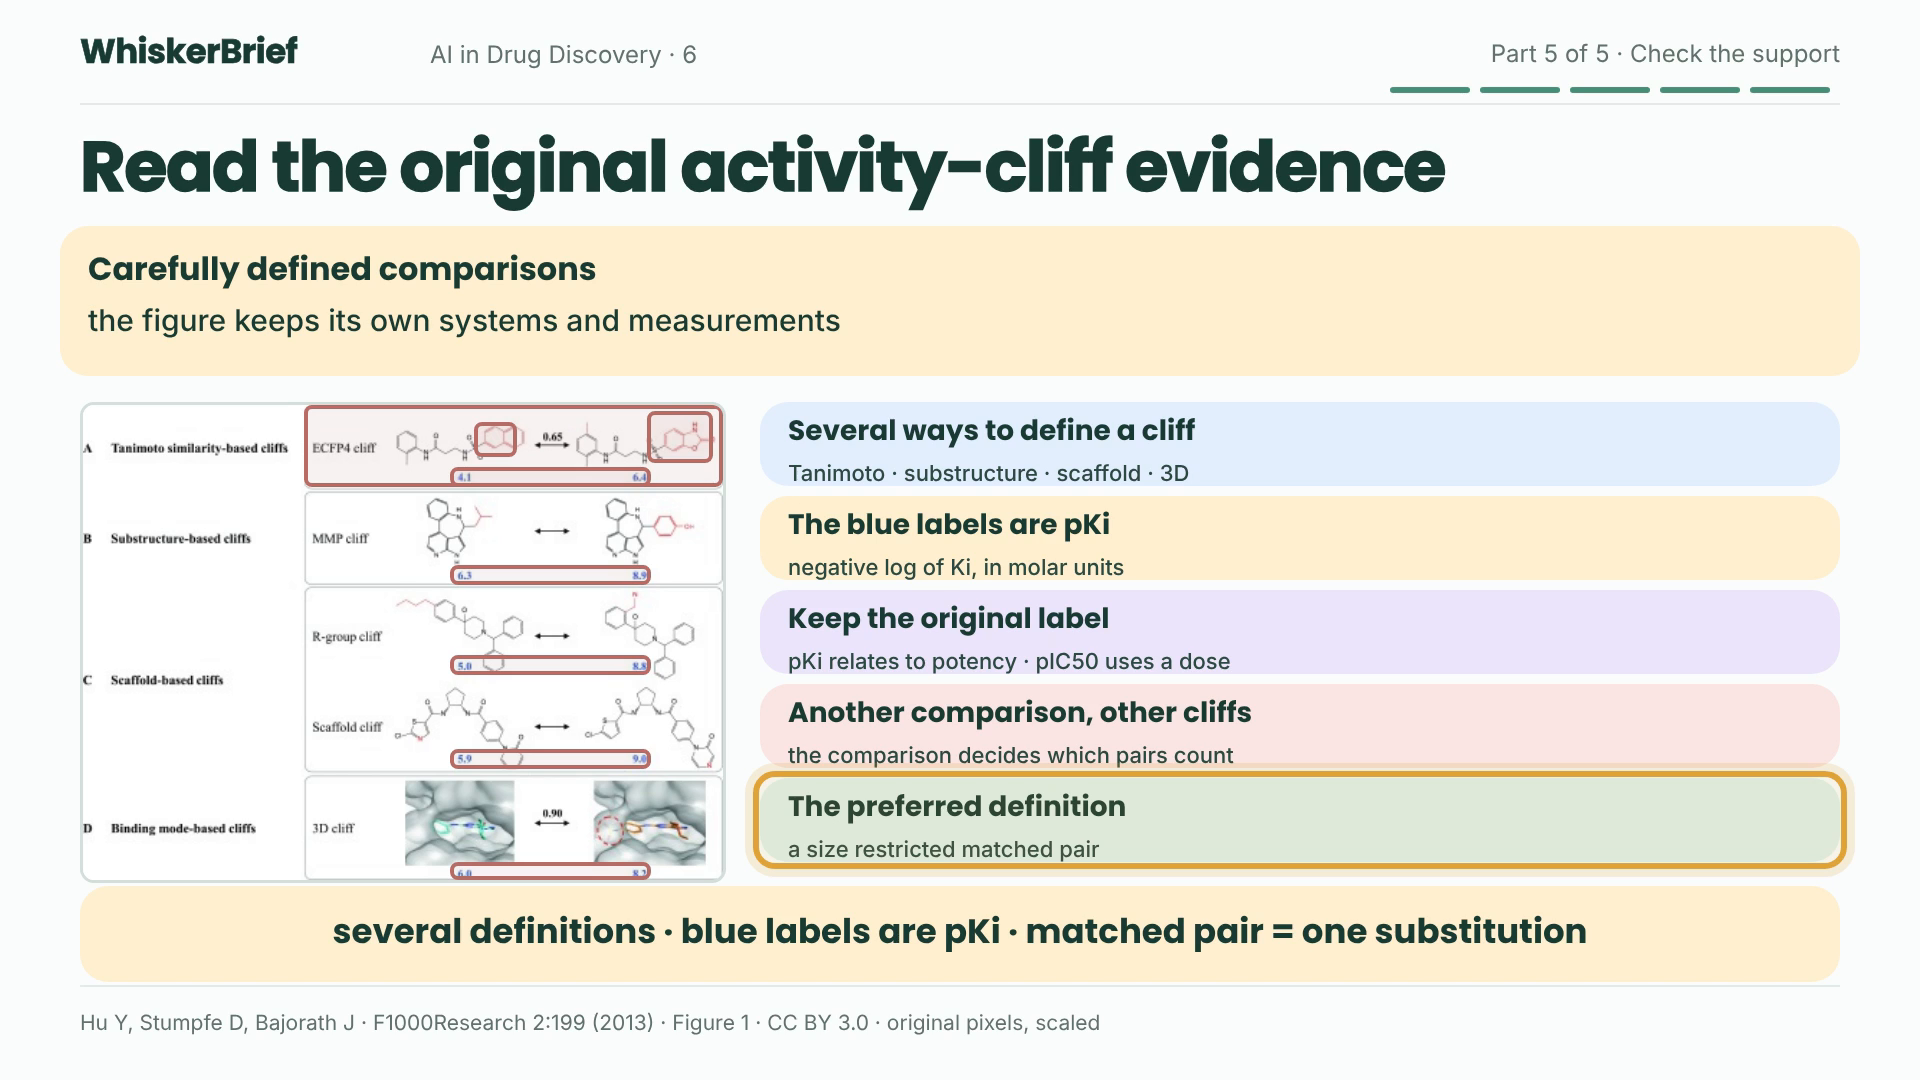 WhiskerBrief
AI in Drug Discovery · 6
Part 5 of 5 · Check the support
Read the original activity-cliff evidence
Carefully defined comparisons
the figure keeps its own systems and measurements
A Tanimoto similarity-based cliffs
ECFP4 cliff
0.65
4.1 6.4
B Substructure-based cliffs
MMP cliff
6.3 8.9
R-group cliff
5.0 8.8
C Scaffold-based cliffs
Scaffold cliff
5.9 9.0
D Binding mode-based cliffs
3D cliff
0.90
6.0 8.2
Several ways to define a cliff
Tanimoto · substructure · scaffold · 3D
The blue labels are pKi
negative log of Ki, in molar units
Keep the original label
pKi relates to potency · pIC50 uses a dose
Another comparison, other cliffs
the comparison decides which pairs count
The preferred definition
a size restricted matched pair
several definitions · blue labels are pKi · matched pair = one substitution
Hu Y, Stumpfe D, Bajorath J · F1000Research 2:199 (2013) · Figure 1 · CC BY 3.0 · original pixels, scaled